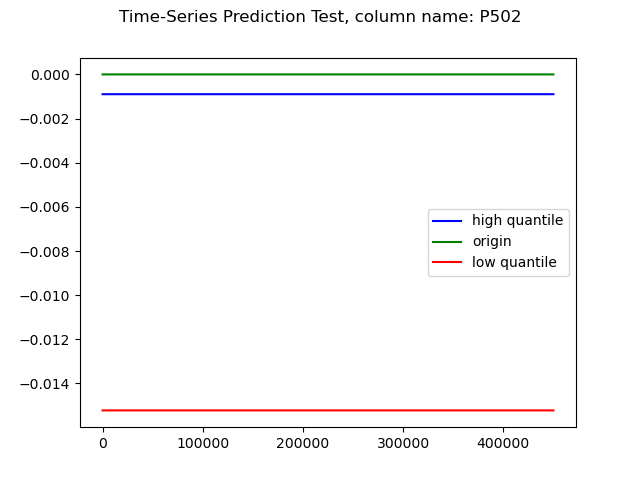 Time-Series Prediction Test, column name: P502
0.000
−0.002
−0.004
−0.006
−0.008
−0.010
−0.012
−0.014
high quantile
origin
low quantile
0 100000 200000 300000 400000